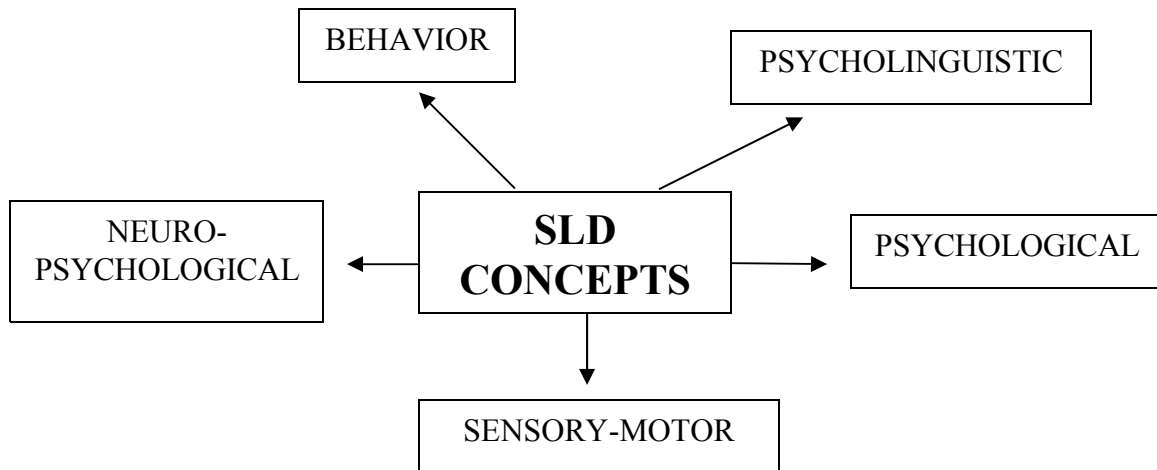 BEHAVIOR
PSYCHOLINGUISTIC
NEURO-
PSYCHOLOGICAL
SLD
CONCEPTS
PSYCHOLOGICAL
SENSORY-MOTOR